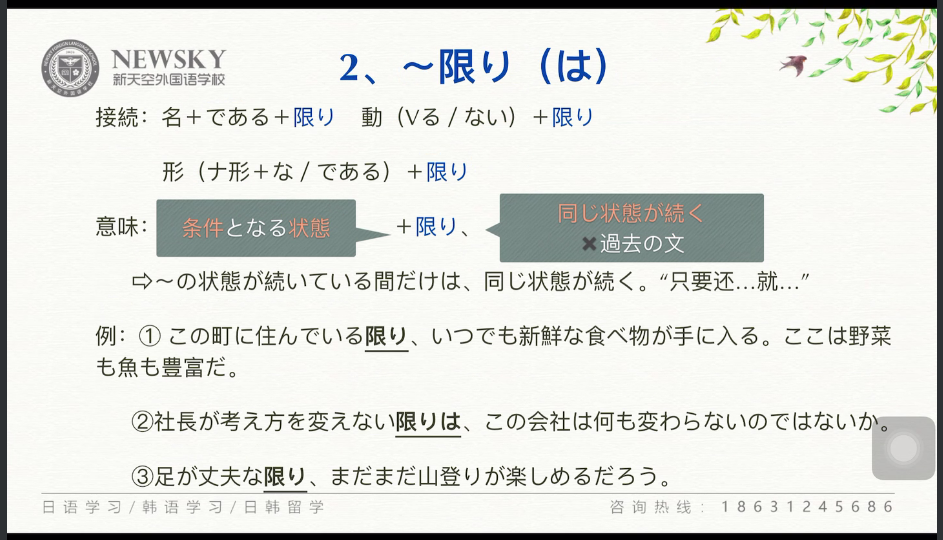 NEWSKY
新天空外国语学校
2、～限り（は）
接続：名＋である＋限り　動（Vる / ない）＋限り
形（ナ形＋な / である）＋限り
意味：条件となる状態＋限り、同じ状態が続く
✖過去の文
⇨～の状態が続いている間だけは、同じ状態が続く。“只要还…就…”
例：① この町に住んでいる限り、いつでも新鮮な食べ物が手に入る。ここは野菜
も魚も豊富だ。
②社長が考え方を変えない限りは、この会社は何も変わらないのではないか。
③足が丈夫な限り、まだまだ山登りが楽しめるだろう。
日语学习/韩语学习/日韩留学
咨询热线：18631245686